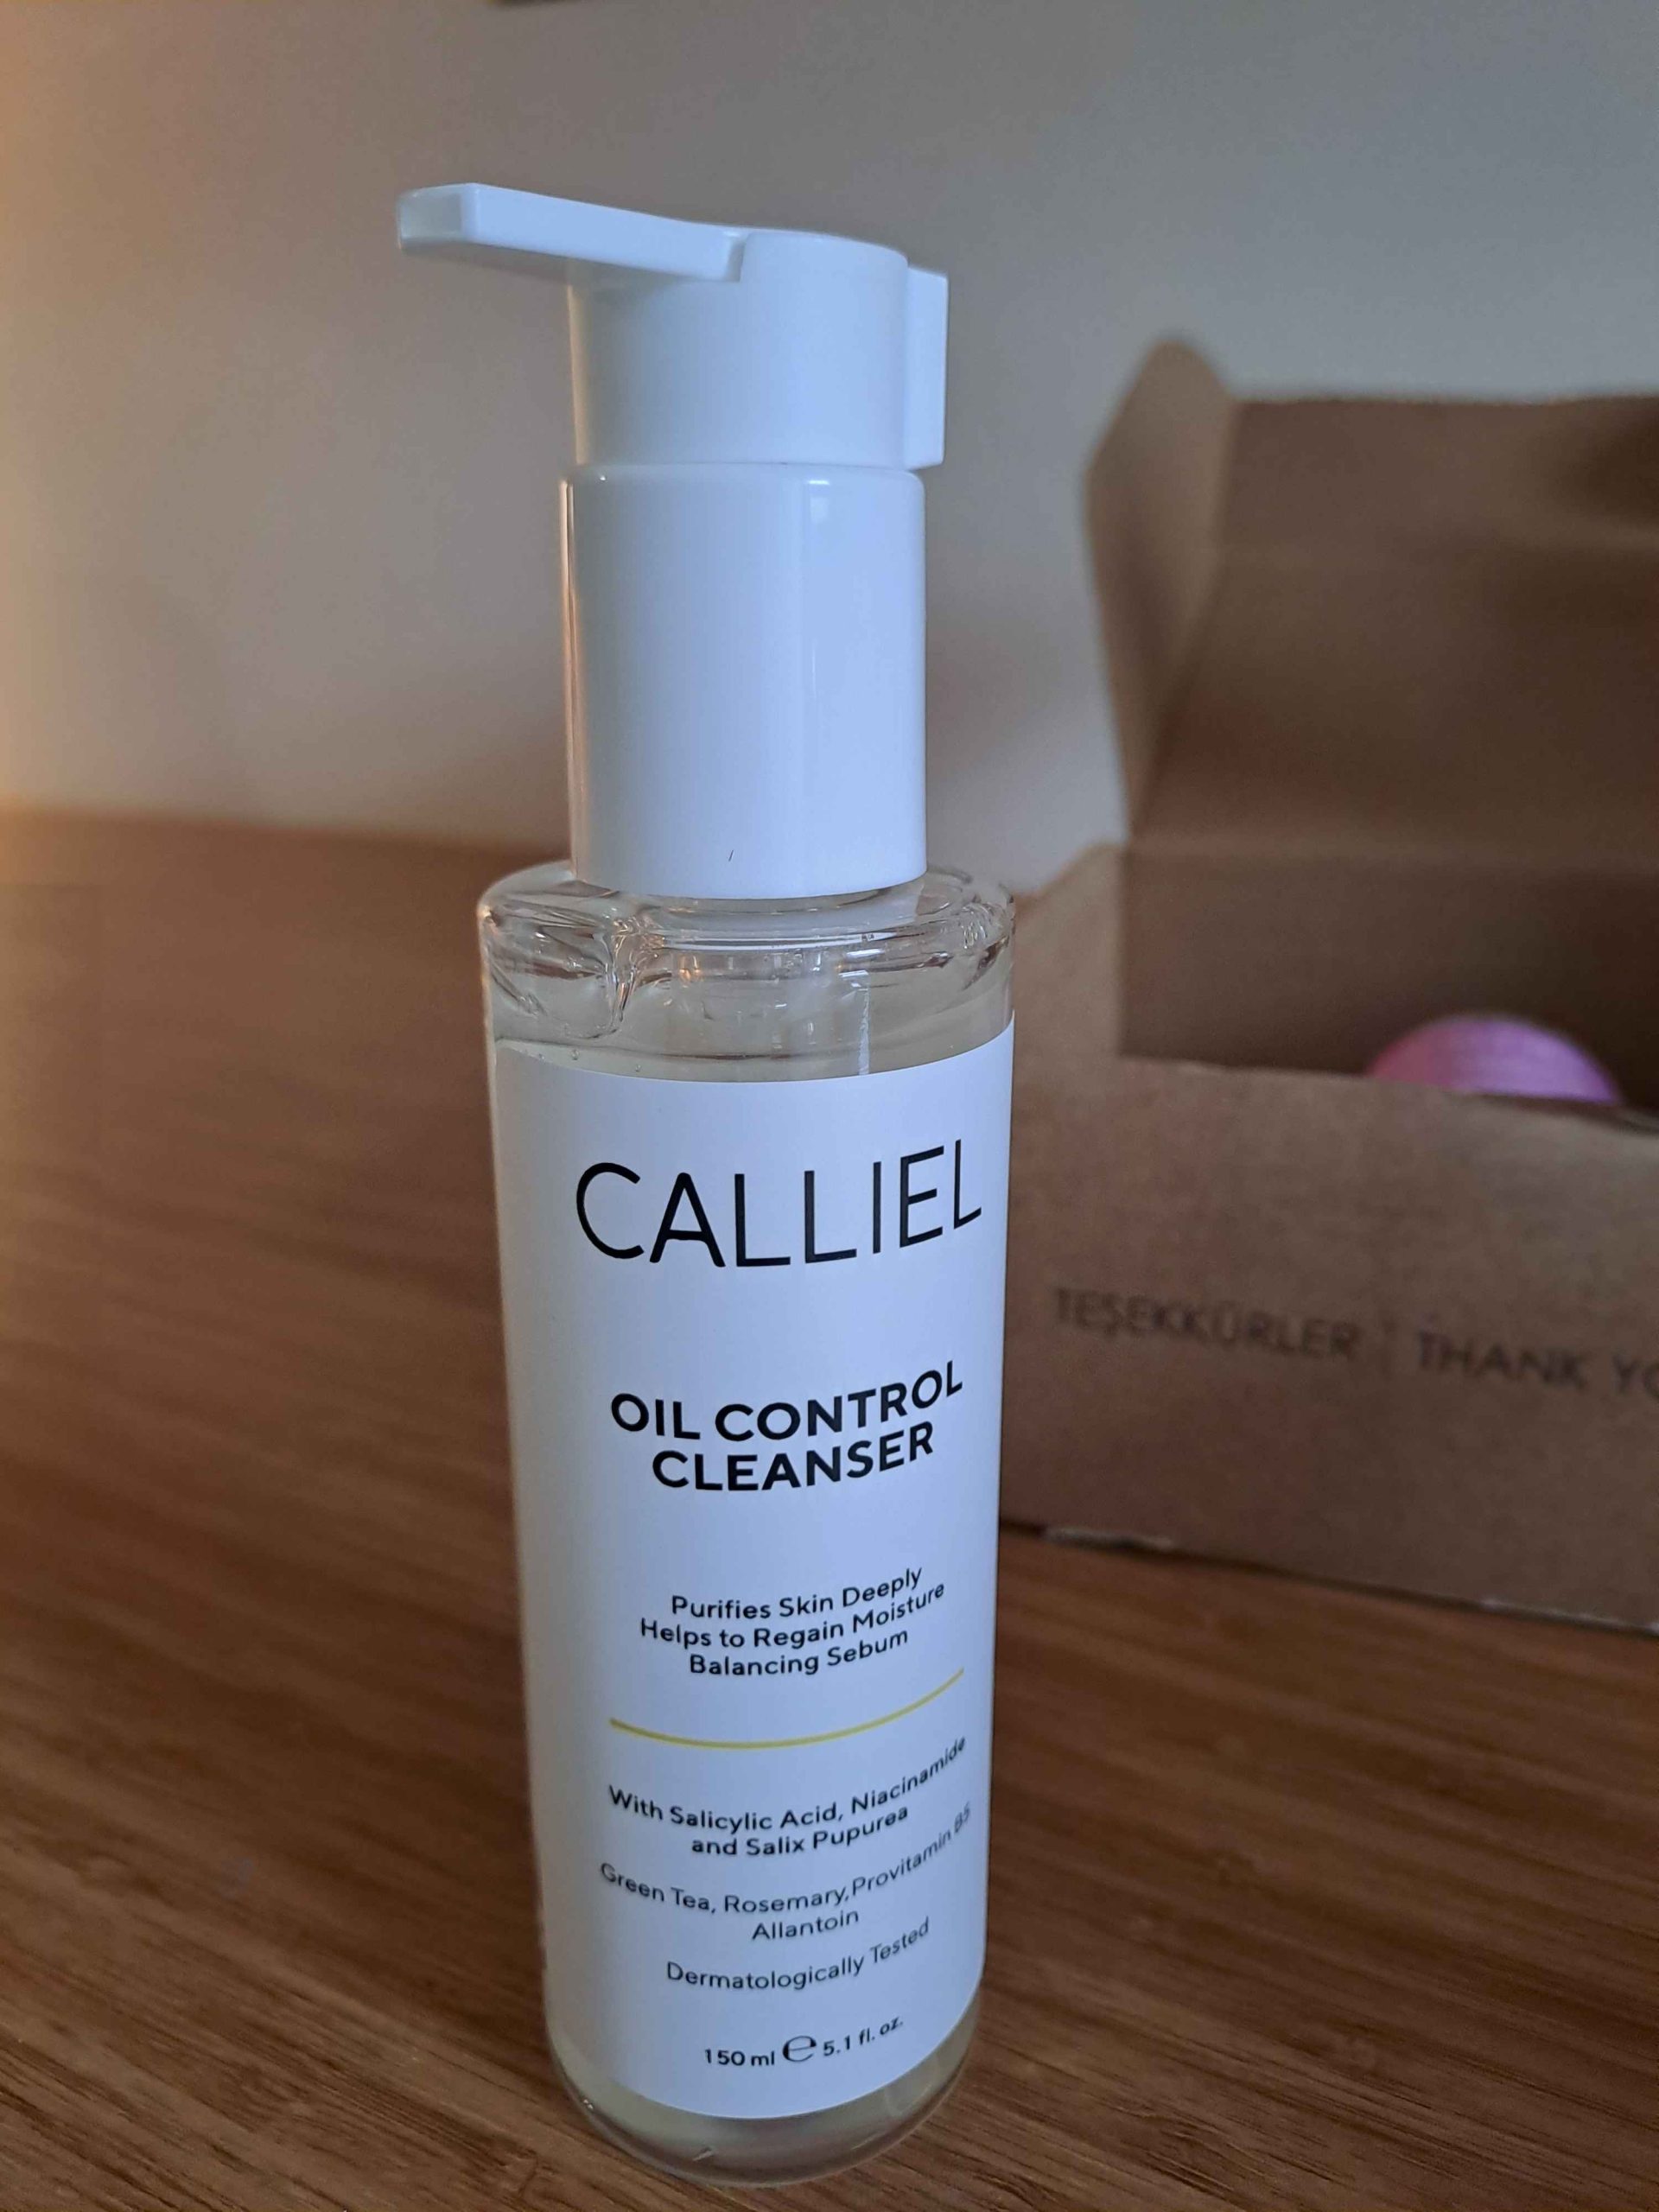 CALLIEL
OIL CONTROL
CLEANSER
Purifies Skin Deeply
Helps to Regain Moisture
Balancing Sebum
With Salicylic Acid, Niacinamide
and Salix Pupurea
Green Tea, Rosemary, Provitamin B5
Allantoin
Dermatologically Tested
150 ml ℮ 5.1 fl. oz.
TEŞEKKÜRLER | THANK YO